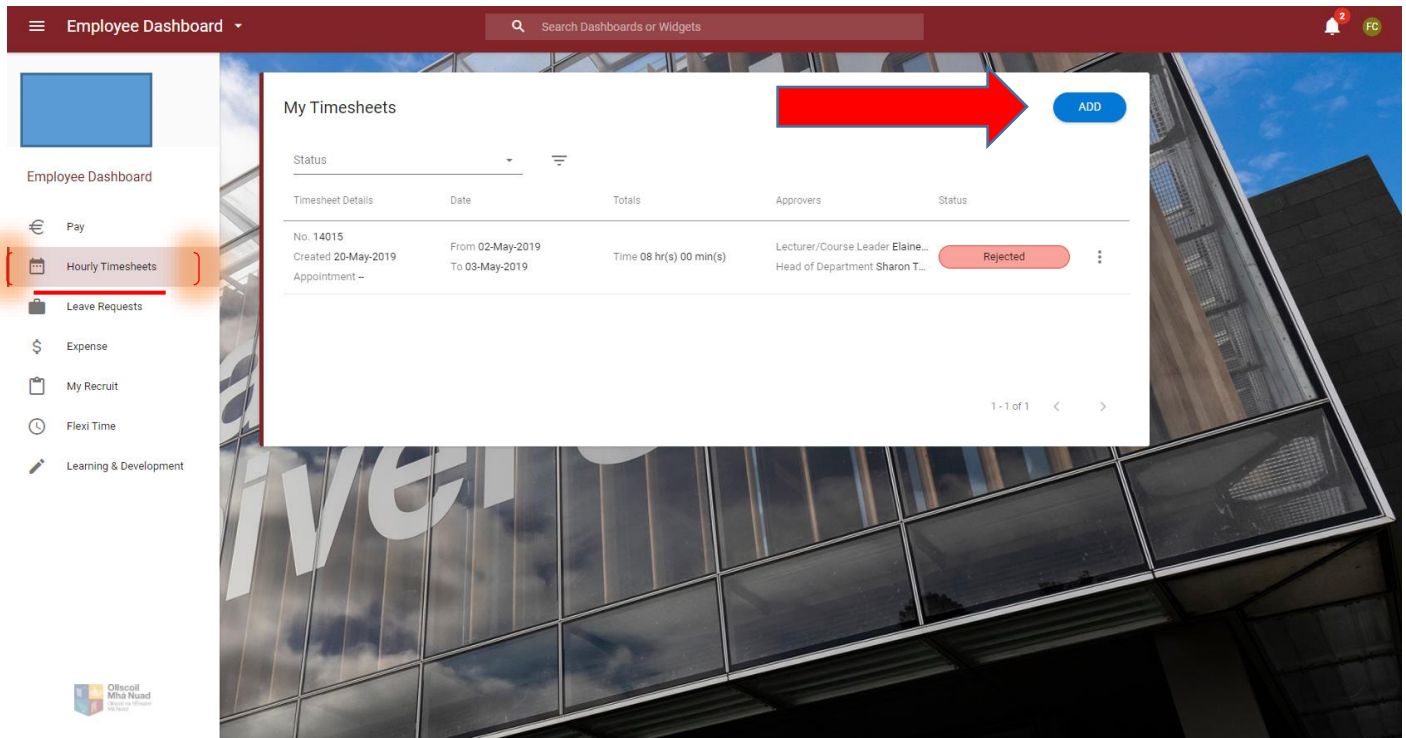 Employee Dashboard
Search Dashboards or Widgets
2
FC
Employee Dashboard
Pay
Hourly Timesheets
Leave Requests
Expense
My Recruit
Flexi Time
Learning & Development
Ollscoil
Mhá Nuad
My Timesheets
ADD
Status
Timesheet Details Date Totals Approvers Status
No. 14015
Created 20-May-2019
Appointment --
From 02-May-2019
To 03-May-2019
Time 08 hr(s) 00 min(s)
Lecturer/Course Leader Elaine...
Head of Department Sharon T...
Rejected
1 - 1 of 1
iver